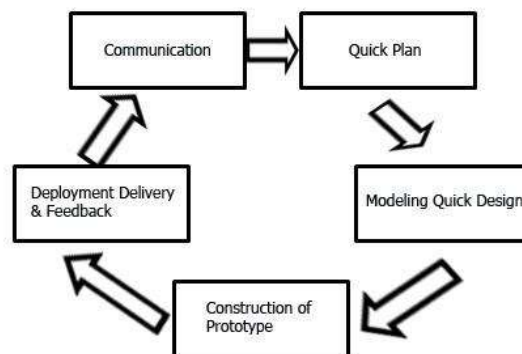 Communication
Quick Plan
Deployment Delivery
& Feedback
Modeling Quick Design
Construction of
Prototype